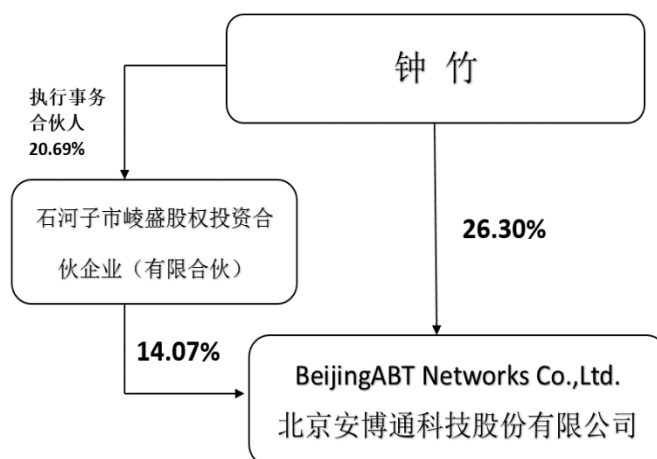 钟 竹
执行事务
合伙人
20.69%
石河子市崚盛股权投资合
伙企业（有限合伙）
26.30%
14.07%
BeijingABT Networks Co.,Ltd.
北京安博通科技股份有限公司